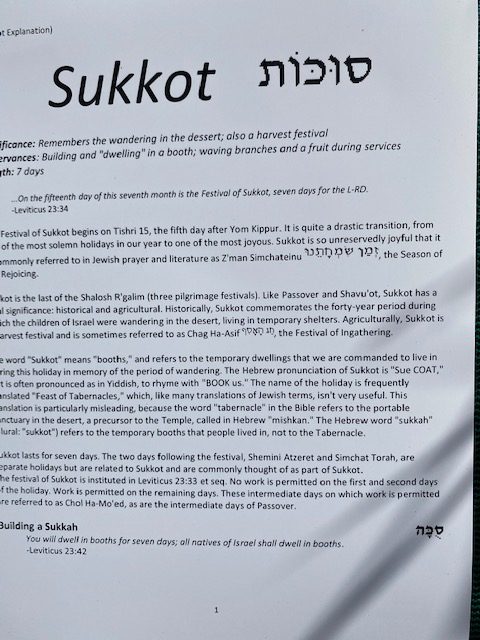 t Explanation)
Sukkot סוּכּוֹת
ificance: Remembers the wandering in the dessert; also a harvest festival
ervances: Building and "dwelling" in a booth; waving branches and a fruit during services
gth: 7 days
...On the fifteenth day of this seventh month is the Festival of Sukkot, seven days for the L-RD.
-Leviticus 23:34
Festival of Sukkot begins on Tishri 15, the fifth day after Yom Kippur. It is quite a drastic transition, from
of the most solemn holidays in our year to one of the most joyous. Sukkot is so unreservedly joyful that it
ommonly referred to in Jewish prayer and literature as Z'man Simchateinu זְמַן שִׂמְחָתֵנוּ, the Season of
Rejoicing.
kot is the last of the Shalosh R'galim (three pilgrimage festivals). Like Passover and Shavu'ot, Sukkot has a
al significance: historical and agricultural. Historically, Sukkot commemorates the forty-year period during
ich the children of Israel were wandering in the desert, living in temporary shelters. Agriculturally, Sukkot is
arvest festival and is sometimes referred to as Chag Ha-Asif חג האסיף, the Festival of Ingathering.
e word "Sukkot" means "booths," and refers to the temporary dwellings that we are commanded to live in
ring this holiday in memory of the period of wandering. The Hebrew pronunciation of Sukkot is "Sue COAT,"
t is often pronounced as in Yiddish, to rhyme with "BOOK us." The name of the holiday is frequently
anslated "Feast of Tabernacles," which, like many translations of Jewish terms, isn't very useful. This
anslation is particularly misleading, because the word "tabernacle" in the Bible refers to the portable
anctuary in the desert, a precursor to the Temple, called in Hebrew "mishkan." The Hebrew word "sukkah"
lural: "sukkot") refers to the temporary booths that people lived in, not to the Tabernacle.
ukkot lasts for seven days. The two days following the festival, Shemini Atzeret and Simchat Torah, are
eparate holidays but are related to Sukkot and are commonly thought of as part of Sukkot.
he festival of Sukkot is instituted in Leviticus 23:33 et seq. No work is permitted on the first and second days
of the holiday. Work is permitted on the remaining days. These intermediate days on which work is permitted
are referred to as Chol Ha-Mo'ed, as are the intermediate days of Passover.
Building a Sukkah סֻכָּה
You will dwell in booths for seven days; all natives of Israel shall dwell in booths.
-Leviticus 23:42
1